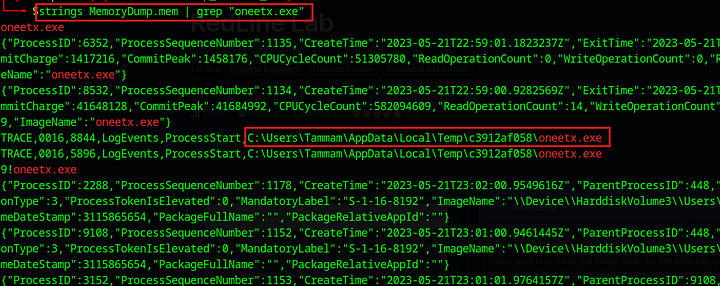 $strings MemoryDump.mem | grep "oneetx.exe"
RedLine Lab
oneetx.exe
{"ProcessID":6352,"ProcessSequenceNumber":1135,"CreateTime":"2023-05-21T22:59:01.1823237Z","ExitTime":"2023-05-21T
mmitCharge":1417216,"CommitPeak":1458176,"CPUCycleCount":51305780,"ReadOperationCount":0,"WriteOperationCount":0,"R
eName":"oneetx.exe"}
{"ProcessID":8532,"ProcessSequenceNumber":1134,"CreateTime":"2023-05-21T22:59:00.9282569Z","ExitTime":"2023-05-21T
mmitCharge":41648128,"CommitPeak":41684992,"CPUCycleCount":582094609,"ReadOperationCount":14,"WriteOperationCount"
9,"ImageName":"oneetx.exe"}
TRACE,0016,8844,LogEvents,ProcessStart,C:\Users\Tammam\AppData\Local\Temp\c3912af058\oneetx.exe
TRACE,0016,5896,LogEvents,ProcessStart,C:\Users\Tammam\AppData\Local\Temp\c3912af058\oneetx.exe
9!oneetx.exe
{"ProcessID":2288,"ProcessSequenceNumber":1178,"CreateTime":"2023-05-21T23:02:00.9549616Z","ParentProcessID":448,"
onType":3,"ProcessTokenIsElevated":0,"MandatoryLabel":"S-1-16-8192","ImageName":"\\Device\\HarddiskVolume3\\Users\
meDateStamp":3115865654,"PackageFullName":"","PackageRelativeAppId":""}
{"ProcessID":9108,"ProcessSequenceNumber":1152,"CreateTime":"2023-05-21T23:01:00.9461445Z","ParentProcessID":448,"
onType":3,"ProcessTokenIsElevated":0,"MandatoryLabel":"S-1-16-8192","ImageName":"\\Device\\HarddiskVolume3\\Users\
meDateStamp":3115865654,"PackageFullName":"","PackageRelativeAppId":""}
{"ProcessID":3152,"ProcessSequenceNumber":1153,"CreateTime":"2023-05-21T23:01:01.9764157Z","ParentProcessID":9108,